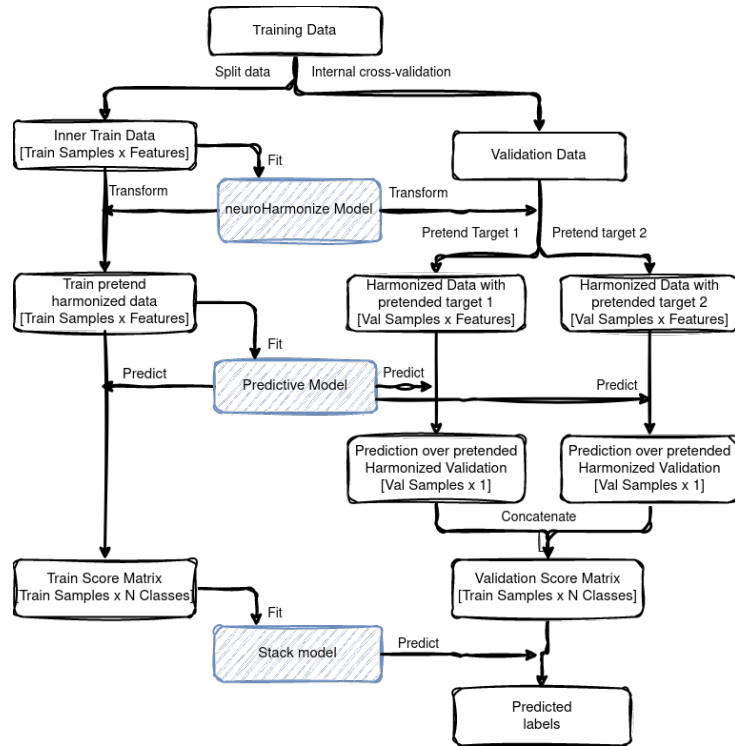 Training Data
Split data
Internal cross-validation
Inner Train Data
[Train Samples x Features]
Fit
Validation Data
Transform
neuroHarmonize Model
Transform
Pretend Target 1
Pretend target 2
Train pretend
harmonized data
[Train Samples x Features]
Harmonized Data with
pretended target 1
[Val Samples x Features]
Harmonized Data with
pretended target 2
[Val Samples x Features]
Fit
Predict
Predictive Model
Predict
Predict
Prediction over pretended
Harmonized Validation
[Val Samples x 1]
Prediction over pretended
Harmonized Validation
[Val Samples x 1]
Concatenate
Train Score Matrix
[Train Samples x N Classes]
Validation Score Matrix
[Train Samples x N Classes]
Fit
Stack model
Predict
Predicted
labels